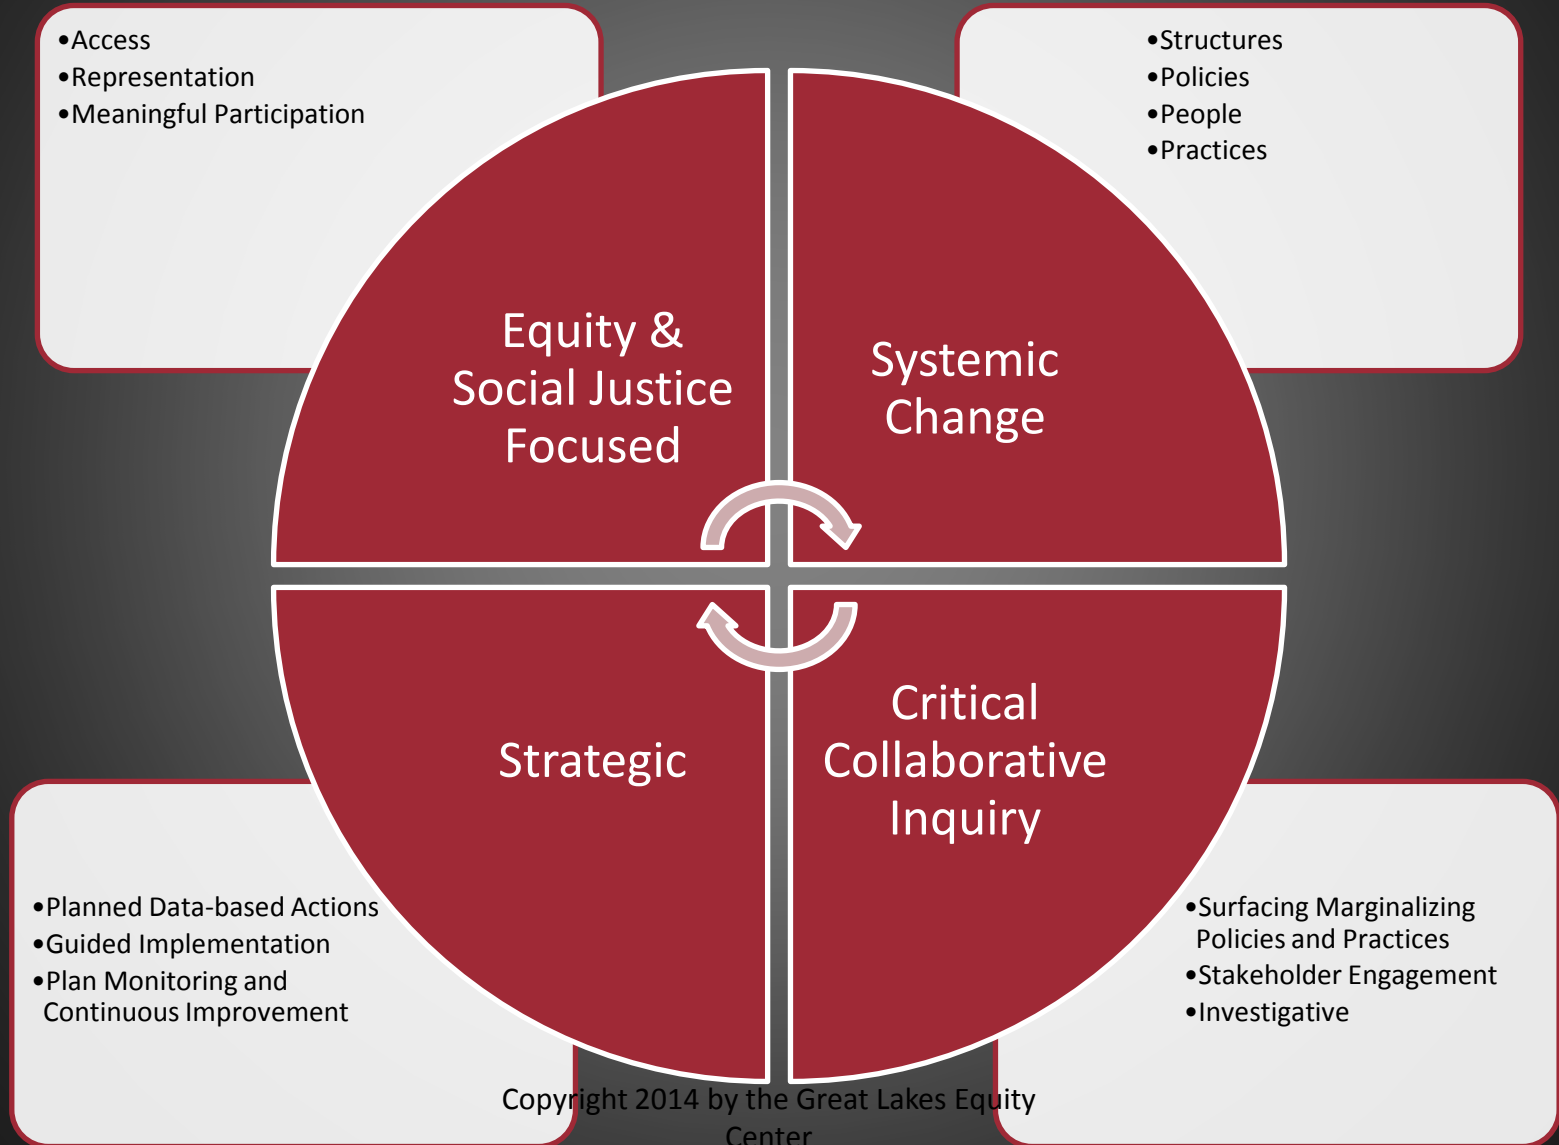 •Access
•Representation
•Meaningful Participation
•Structures
•Policies
•People
•Practices
Equity &
Social Justice
Focused
Systemic
Change
Strategic
Critical
Collaborative
Inquiry
•Planned Data-based Actions
•Guided Implementation
•Plan Monitoring and
Continuous Improvement
•Surfacing Marginalizing
Policies and Practices
•Stakeholder Engagement
•Investigative
Copyright 2014 by the Great Lakes Equity
Center